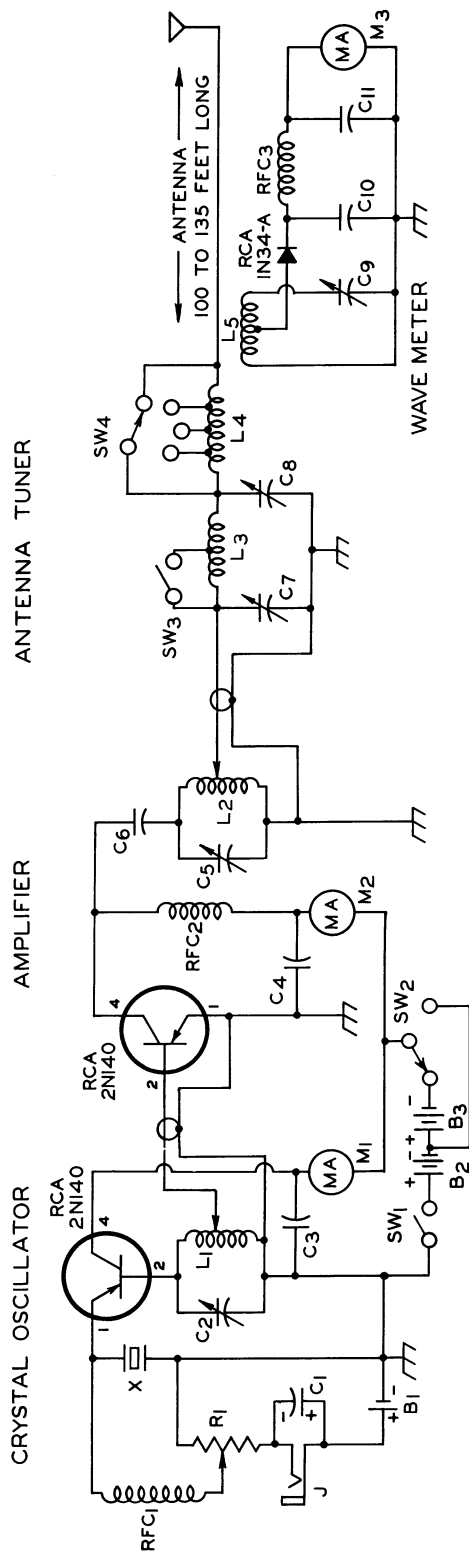 CRYSTAL OSCILLATOR
AMPLIFIER
ANTENNA TUNER
RCA
2N140
1
4
2
RFC1
X
R1
J
C1
- +
B1
+ -
C2
L1
C3
MA
M1
SW1
B2
+ -
B3
+ -
SW2
RCA
2N140
4
2
1
RFC2
C4
MA
M2
C6
C5
L2
SW3
L3
C7
C8
SW4
L4
ANTENNA
100 TO 135 FEET LONG
L5
RCA
1N34-A
RFC3
C9
C10
C11
MA
M3
WAVE METER